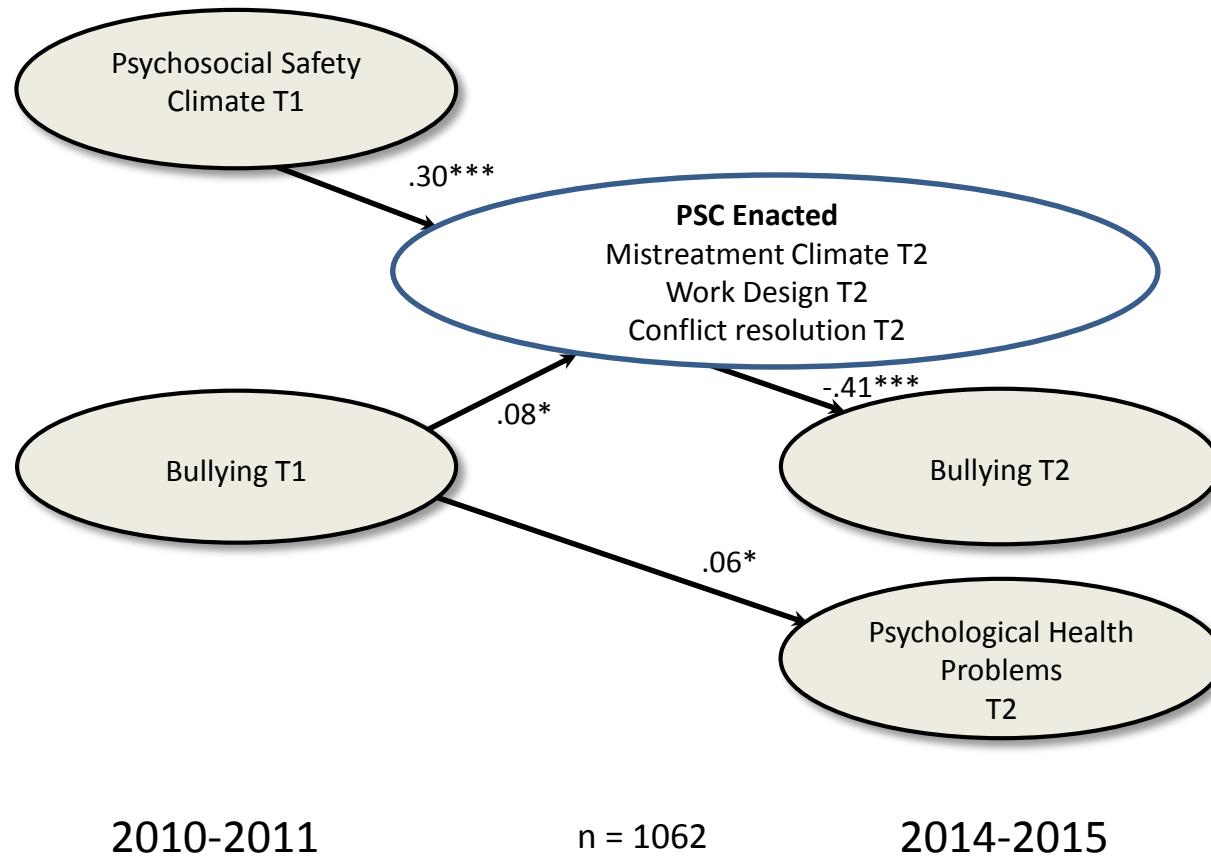 Psychosocial Safety
Climate T1
.30***
PSC Enacted
Mistreatment Climate T2
Work Design T2
Conflict resolution T2
-.41***
.08*
Bullying T1
Bullying T2
.06*
Psychological Health
Problems
T2
2010-2011
n = 1062
2014-2015